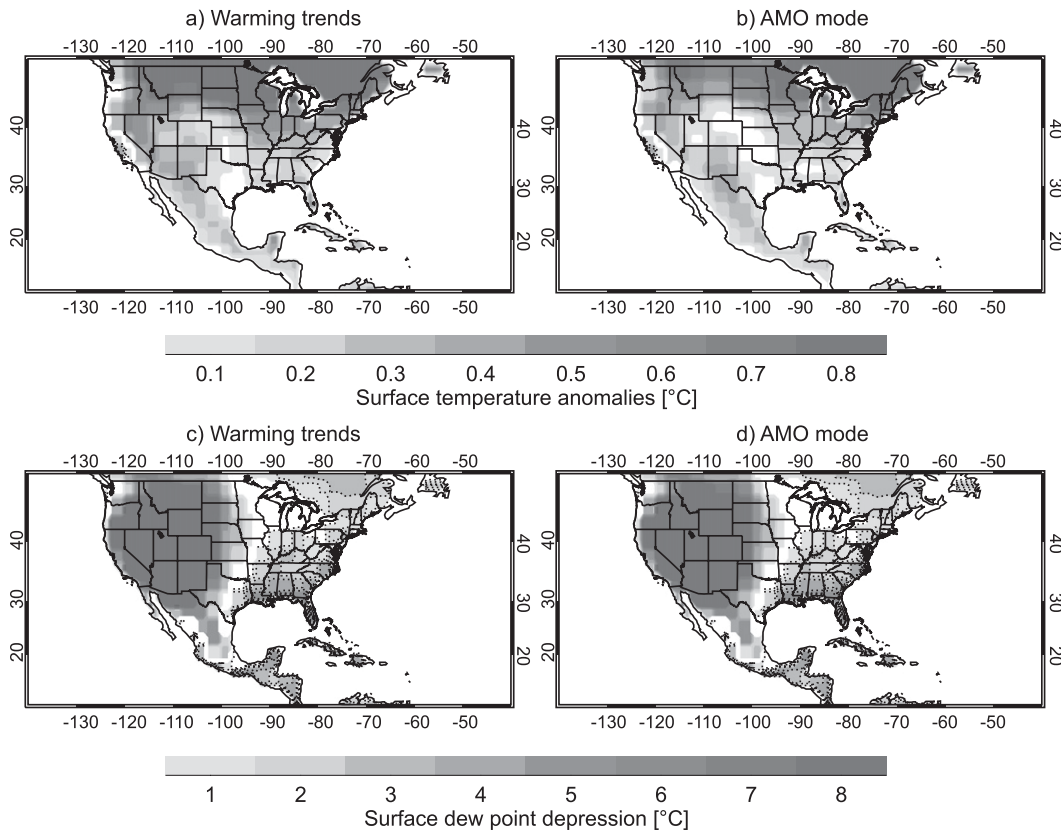 a) Warming trends
b) AMO mode
-130 -120 -110 -100 -90 -80 -70 -60 -50
-130 -120 -110 -100 -90 -80 -70 -60 -50
40 40 40 40
30 30 30 30
20 20 20 20
-130 -120 -110 -100 -90 -80 -70 -60 -50
-130 -120 -110 -100 -90 -80 -70 -60 -50
0.1 0.2 0.3 0.4 0.5 0.6 0.7 0.8
Surface temperature anomalies [°C]
c) Warming trends
d) AMO mode
-130 -120 -110 -100 -90 -80 -70 -60 -50
-130 -120 -110 -100 -90 -80 -70 -60 -50
40 40 40 40
30 30 30 30
20 20 20 20
-130 -120 -110 -100 -90 -80 -70 -60 -50
-130 -120 -110 -100 -90 -80 -70 -60 -50
1 2 3 4 5 6 7 8
Surface dew point depression [°C]